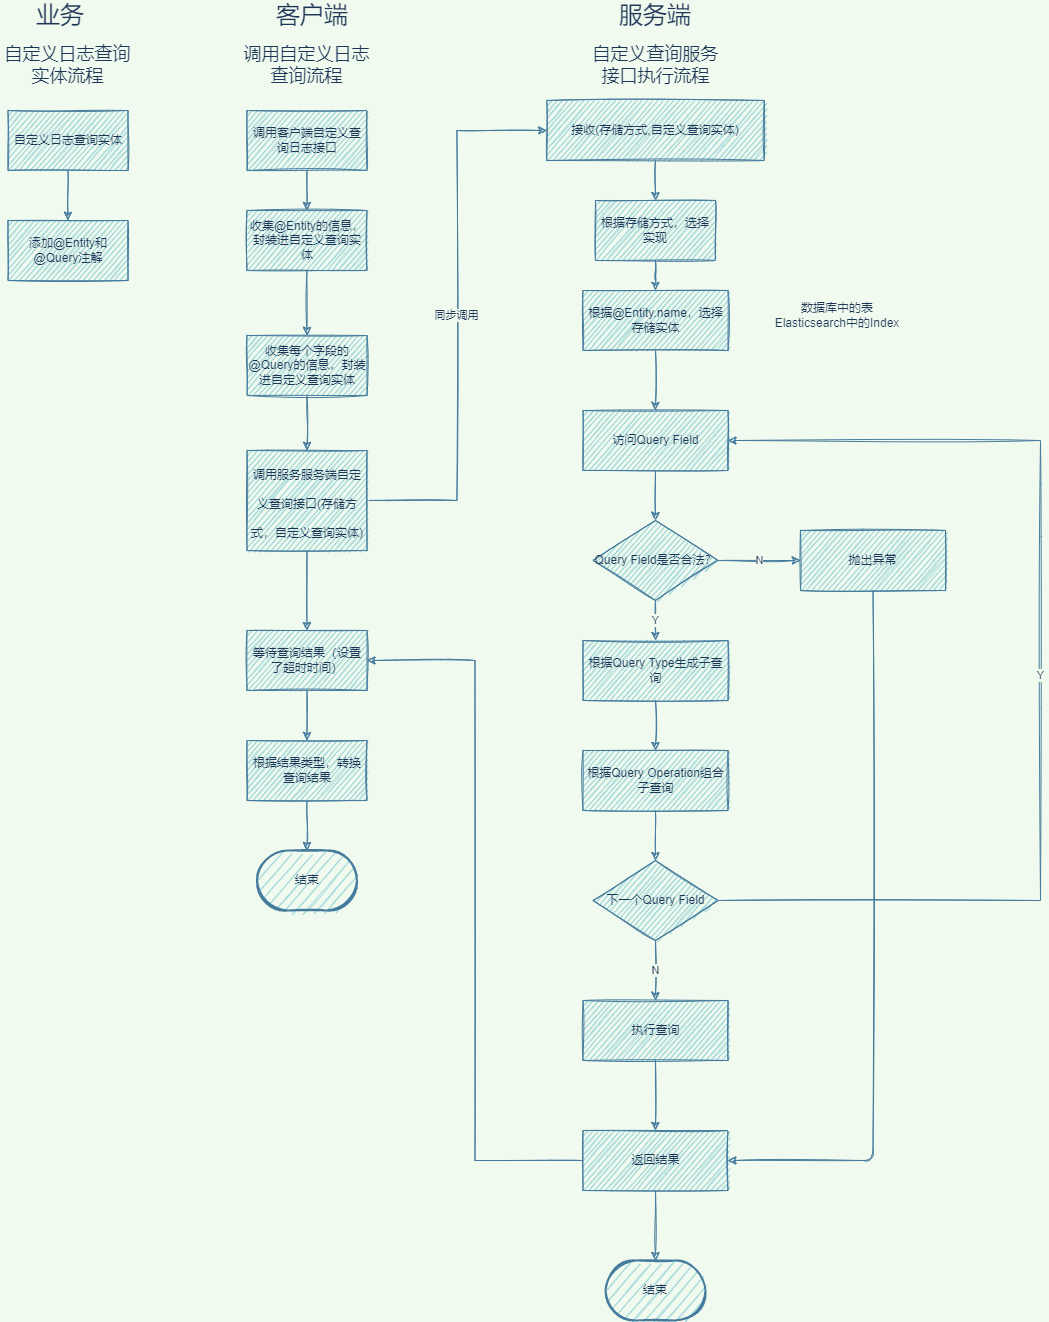 业务
自定义日志查询
实体流程
自定义日志查询实体
添加@Entity和
@Query注解
客户端
调用自定义日志
查询流程
调用客户端自定义查
询日志接口
收集@Entity的信息，
封装进自定义查询实
体
收集每个字段的
@Query的信息，封装
进自定义查询实体
调用服务服务端自定
义查询接口(存储方
式，自定义查询实体)
等待查询结果（设置
了超时时间）
根据结果类型，转换
查询结果
结束
同步调用
服务端
自定义查询服务
接口执行流程
接收(存储方式,自定义查询实体)
根据存储方式，选择
实现
根据@Entity.name，选择
存储实体
数据库中的表
Elasticsearch中的Index
访问Query Field
Query Field是否合法?
N
抛出异常
Y
根据Query Type生成子查
询
根据Query Operation组合
子查询
下一个Query Field
Y
N
执行查询
返回结果
结束